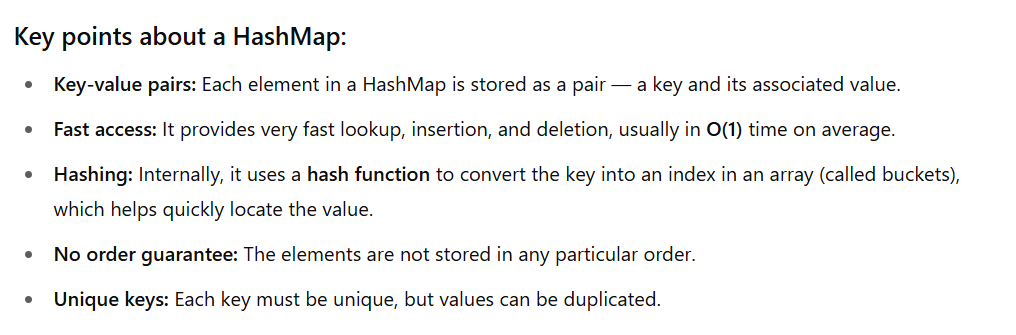 Key points about a HashMap:
• Key-value pairs: Each element in a HashMap is stored as a pair — a key and its associated value.
• Fast access: It provides very fast lookup, insertion, and deletion, usually in O(1) time on average.
• Hashing: Internally, it uses a hash function to convert the key into an index in an array (called buckets),
which helps quickly locate the value.
• No order guarantee: The elements are not stored in any particular order.
• Unique keys: Each key must be unique, but values can be duplicated.